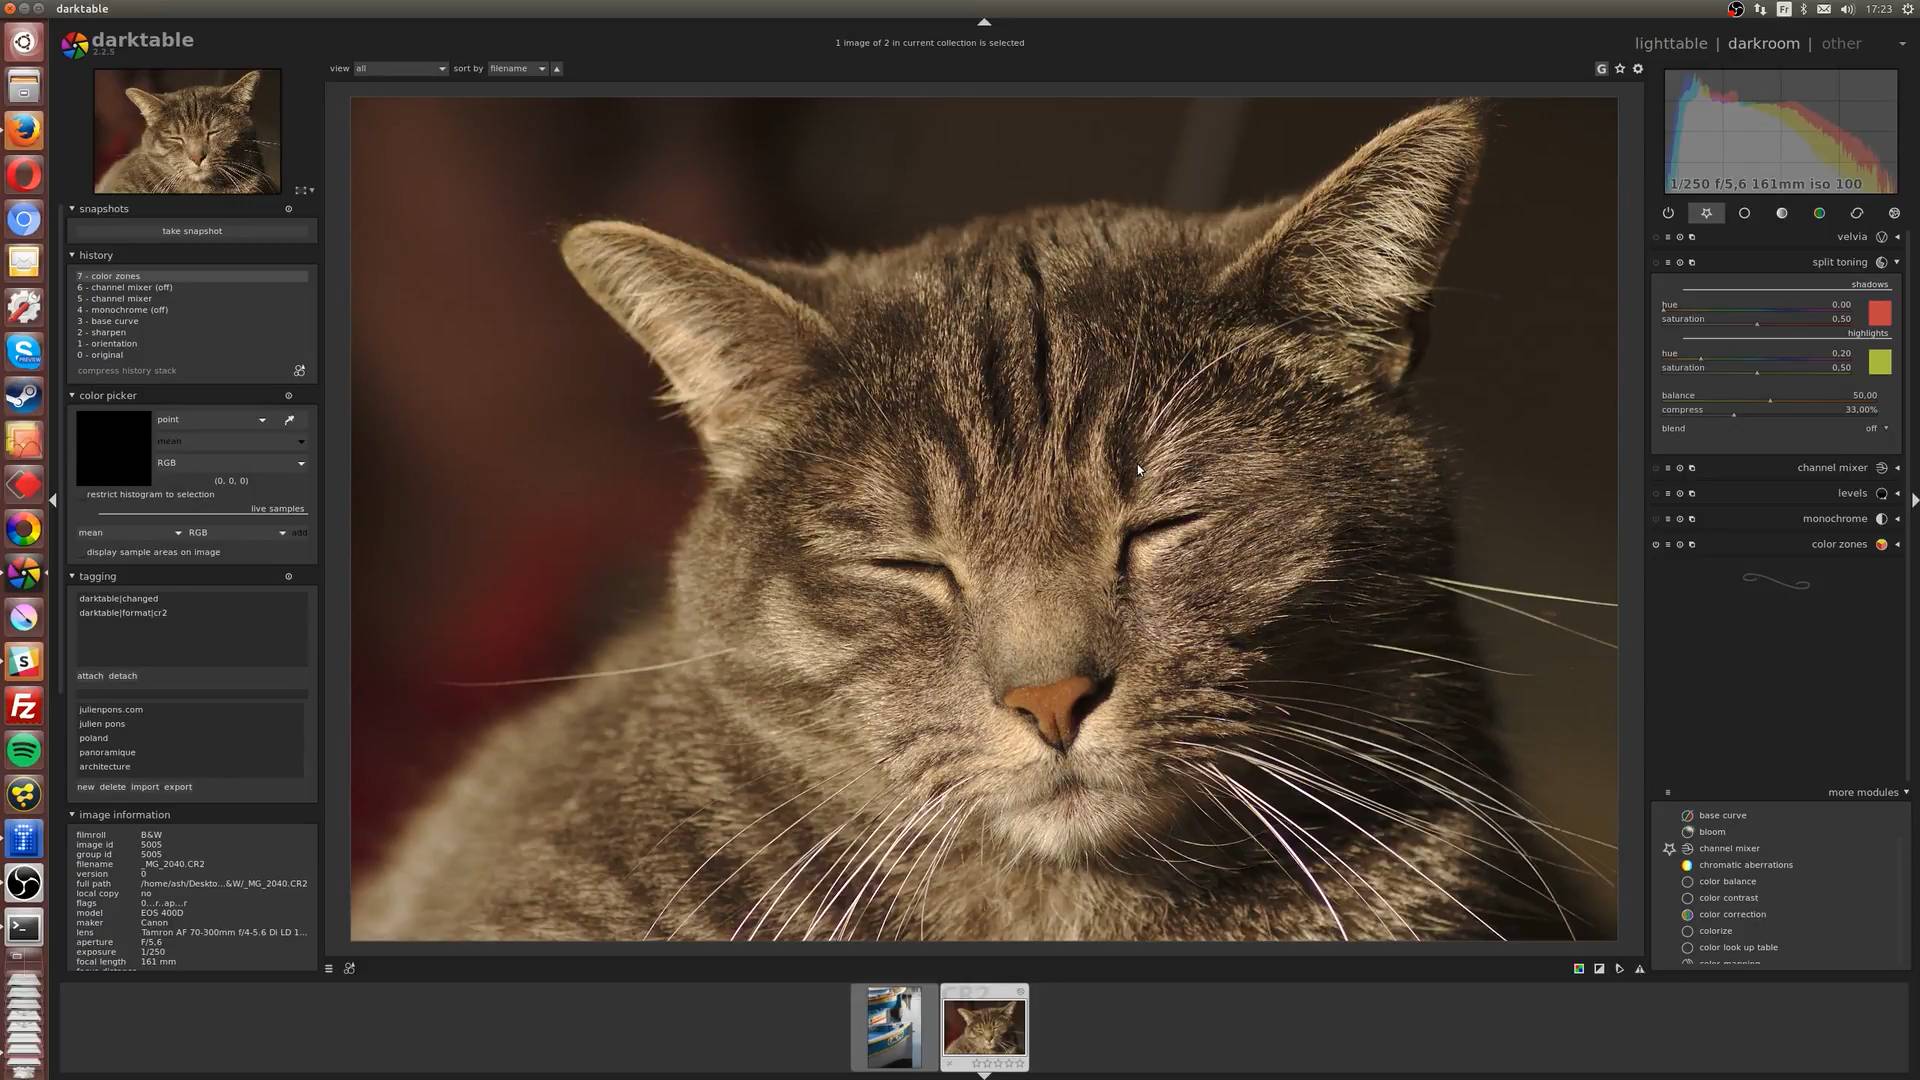 darktable
Fr
17:23
darktable
2.2.5
1 image of 2 in current collection is selected
lighttable | darkroom | other
view all sort by filename
G
1/250 f/5,6 161mm iso 100
snapshots
take snapshot
history
7 - color zones
6 - channel mixer (off)
5 - channel mixer
4 - monochrome (off)
3 - base curve
2 - sharpen
1 - orientation
0 - original
compress history stack
color picker
point
mean
RGB
(0, 0, 0)
restrict histogram to selection
live samples
mean RGB add
display sample areas on image
tagging
darktable|changed
darktable|format|cr2
attach detach
julienpons.com
julien pons
poland
panoramique
architecture
new delete import export
image information
filmroll B&W
image id 5005
group id 5005
filename _MG_2040.CR2
version 0
full path /home/ash/Deskto...&W/_MG_2040.CR2
local copy no
flags 0...r..ap...r
model EOS 400D
maker Canon
lens Tamron AF 70-300mm f/4-5.6 Di LD 1...
aperture F/5.6
exposure 1/250
focal length 161 mm
velvia
split toning
shadows
hue 0.00
saturation 0,50
highlights
hue 0,20
saturation 0,50
balance 50,00
compress 33,00%
blend off
channel mixer
levels
monochrome
color zones
more modules
base curve
bloom
channel mixer
chromatic aberrations
color balance
color contrast
color correction
colorize
color look up table
CR2